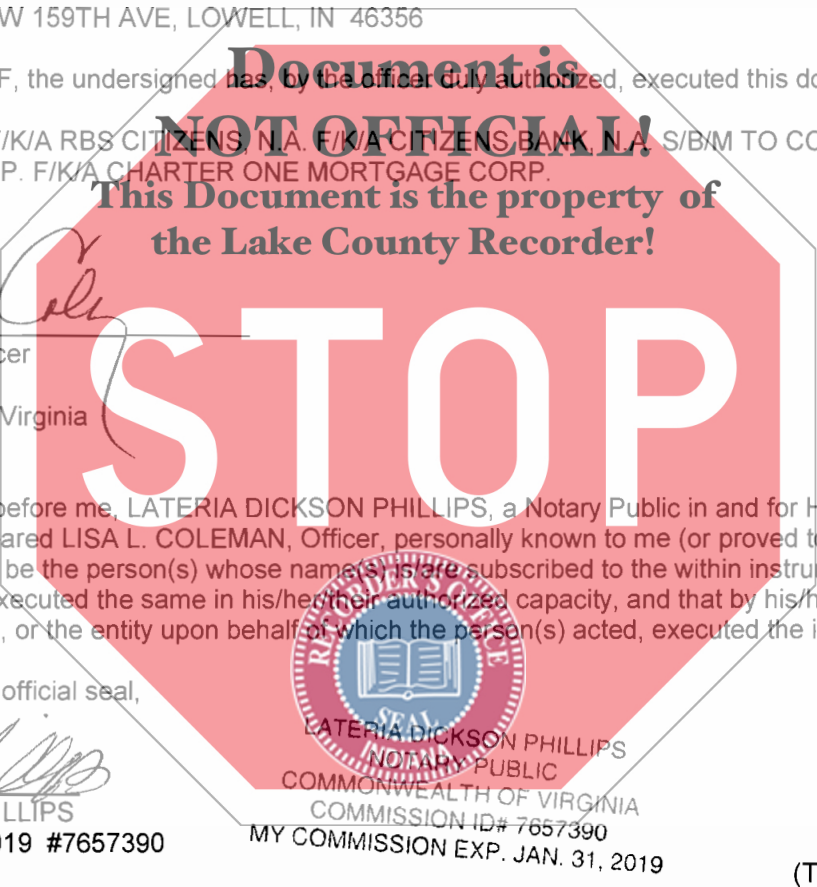 W 159TH AVE, LOWELL, IN 46356
Document is
F, the undersigned has, by the officer duly authorized, executed this do
NOT OFFICIAL!
/K/A RBS CITIZENS, N.A. F/K/A CITIZENS BANK, N.A. S/B/M TO CC
P. F/K/A CHARTER ONE MORTGAGE CORP.
This Document is the property of
the Lake County Recorder!
STOP
cer
Virginia
before me, LATERIA DICKSON PHILLIPS, a Notary Public in and for H
ared LISA L. COLEMAN, Officer, personally known to me (or proved to
be the person(s) whose name(s) is/are subscribed to the within instru
xecuted the same in his/her/their authorized capacity, and that by his/h
, or the entity upon behalf of which the person(s) acted, executed the i
RECORDER'S OFFICE
SEAL
INDIANA
official seal,
LATERIA DICKSON PHILLIPS
NOTARY PUBLIC
COMMONWEALTH OF VIRGINIA
COMMISSION ID# 7657390
MY COMMISSION EXP. JAN. 31, 2019
LLIPS
019 #7657390
(T